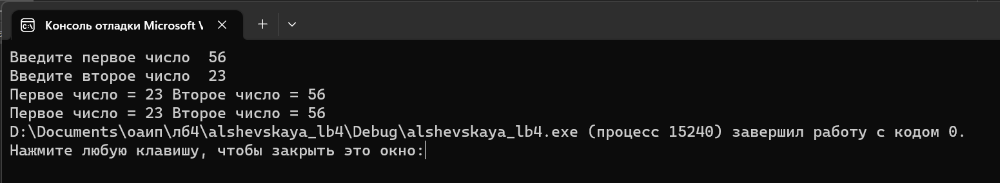 Консоль отладки Microsoft V
Введите первое число  56
Введите второе число  23
Первое число = 23 Второе число = 56
Первое число = 23 Второе число = 56
D:\Documents\оаип\лб4\alshevskaya_lb4\Debug\alshevskaya_lb4.exe (процесс 15240) завершил работу с кодом 0.
Нажмите любую клавишу, чтобы закрыть это окно: